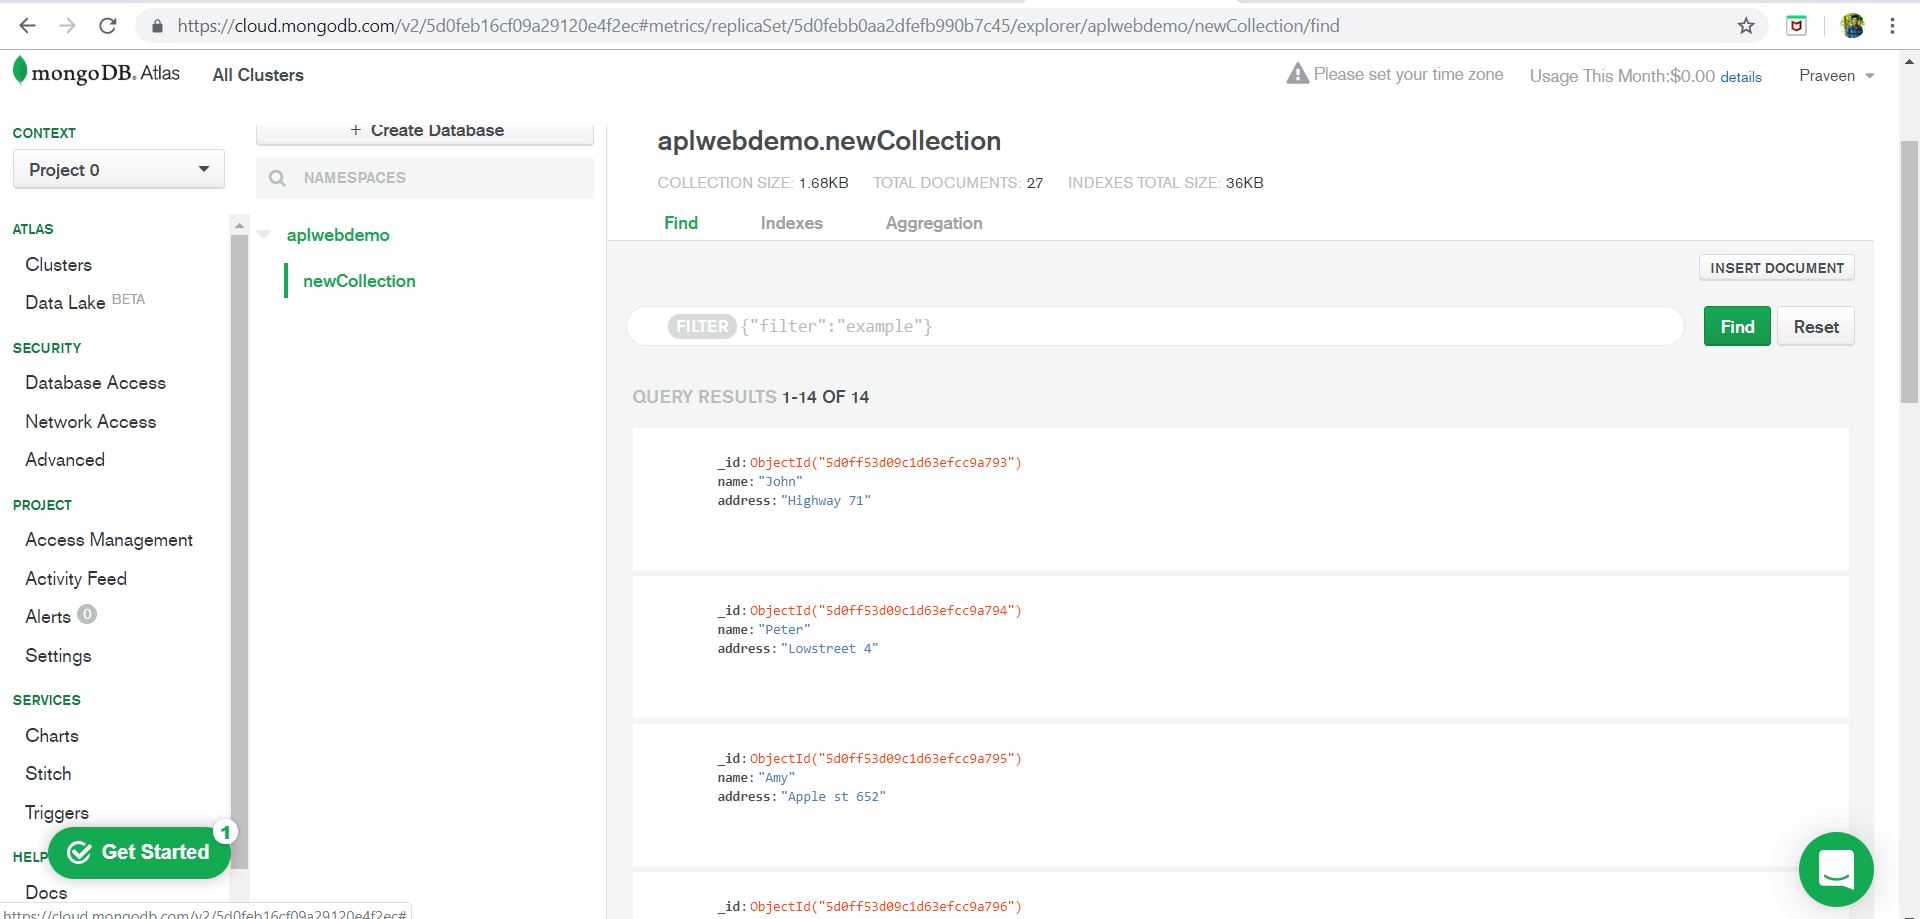 https://cloud.mongodb.com/v2/5d0feb16cf09a29120e4f2ec#metrics/replicaSet/5d0febb0aa2dfefb990b7c45/explorer/aplwebdemo/newCollection/find
mongoDB. Atlas
All Clusters
Please set your time zone
Usage This Month:$0.00 details
Praveen
CONTEXT
Project 0
ATLAS
Clusters
Data Lake BETA
SECURITY
Database Access
Network Access
Advanced
PROJECT
Access Management
Activity Feed
Alerts 0
Settings
SERVICES
Charts
Stitch
Triggers
HELP
Get Started
1
Docs
https://cloud.mongodb.com/v2/5d0feb16cf09a29120e4f2ec#
+ Create Database
NAMESPACES
aplwebdemo
newCollection
aplwebdemo.newCollection
COLLECTION SIZE: 1.68KB TOTAL DOCUMENTS: 27 INDEXES TOTAL SIZE: 36KB
Find Indexes Aggregation
INSERT DOCUMENT
FILTER {"filter":"example"}
Find
Reset
QUERY RESULTS 1-14 OF 14
_id:ObjectId("5d0ff53d09c1d63efcc9a793")
name:"John"
address:"Highway 71"
_id:ObjectId("5d0ff53d09c1d63efcc9a794")
name:"Peter"
address:"Lowstreet 4"
_id:ObjectId("5d0ff53d09c1d63efcc9a795")
name:"Amy"
address:"Apple st 652"
_id:ObjectId("5d0ff53d09c1d63efcc9a796")